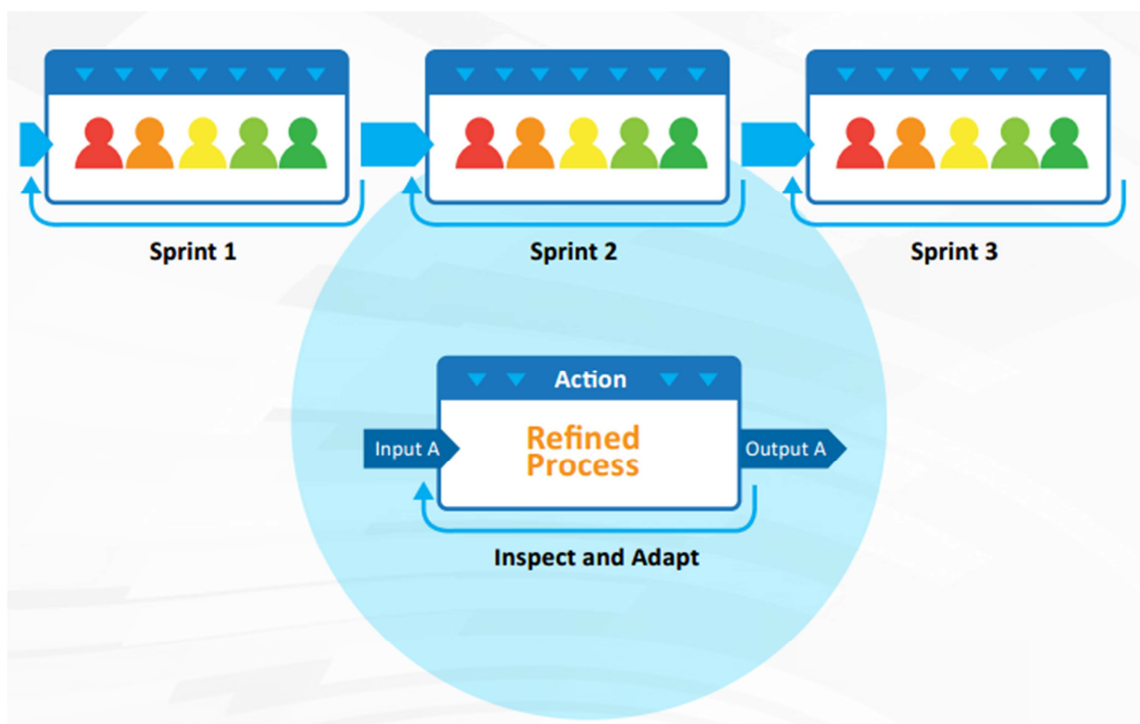 Sprint 1
Sprint 2
Sprint 3
Action
Input A
Refined
Process
Output A
Inspect and Adapt